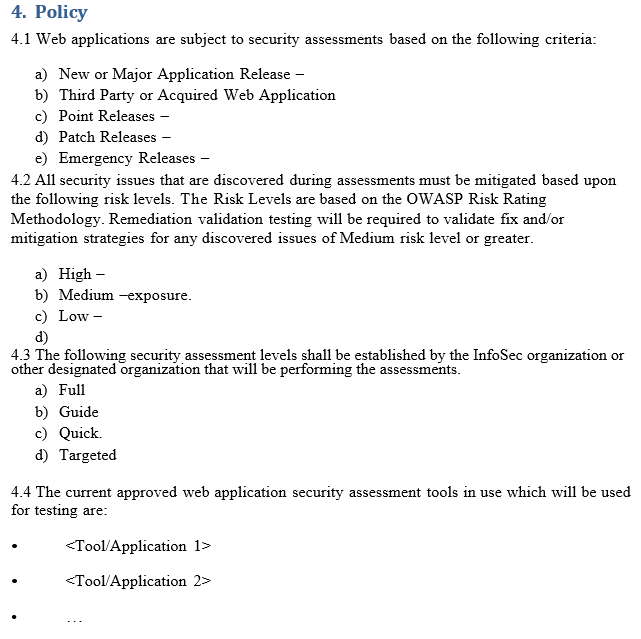 4. Policy
4.1 Web applications are subject to security assessments based on the following criteria:
a) New or Major Application Release –
b) Third Party or Acquired Web Application
c) Point Releases –
d) Patch Releases –
e) Emergency Releases –
4.2 All security issues that are discovered during assessments must be mitigated based upon
the following risk levels. The Risk Levels are based on the OWASP Risk Rating
Methodology. Remediation validation testing will be required to validate fix and/or
mitigation strategies for any discovered issues of Medium risk level or greater.
a) High –
b) Medium –exposure.
c) Low –
d)
4.3 The following security assessment levels shall be established by the InfoSec organization or
other designated organization that will be performing the assessments.
a) Full
b) Guide
c) Quick.
d) Targeted
4.4 The current approved web application security assessment tools in use which will be used
for testing are:
• <Tool/Application 1>
• <Tool/Application 2>
• …